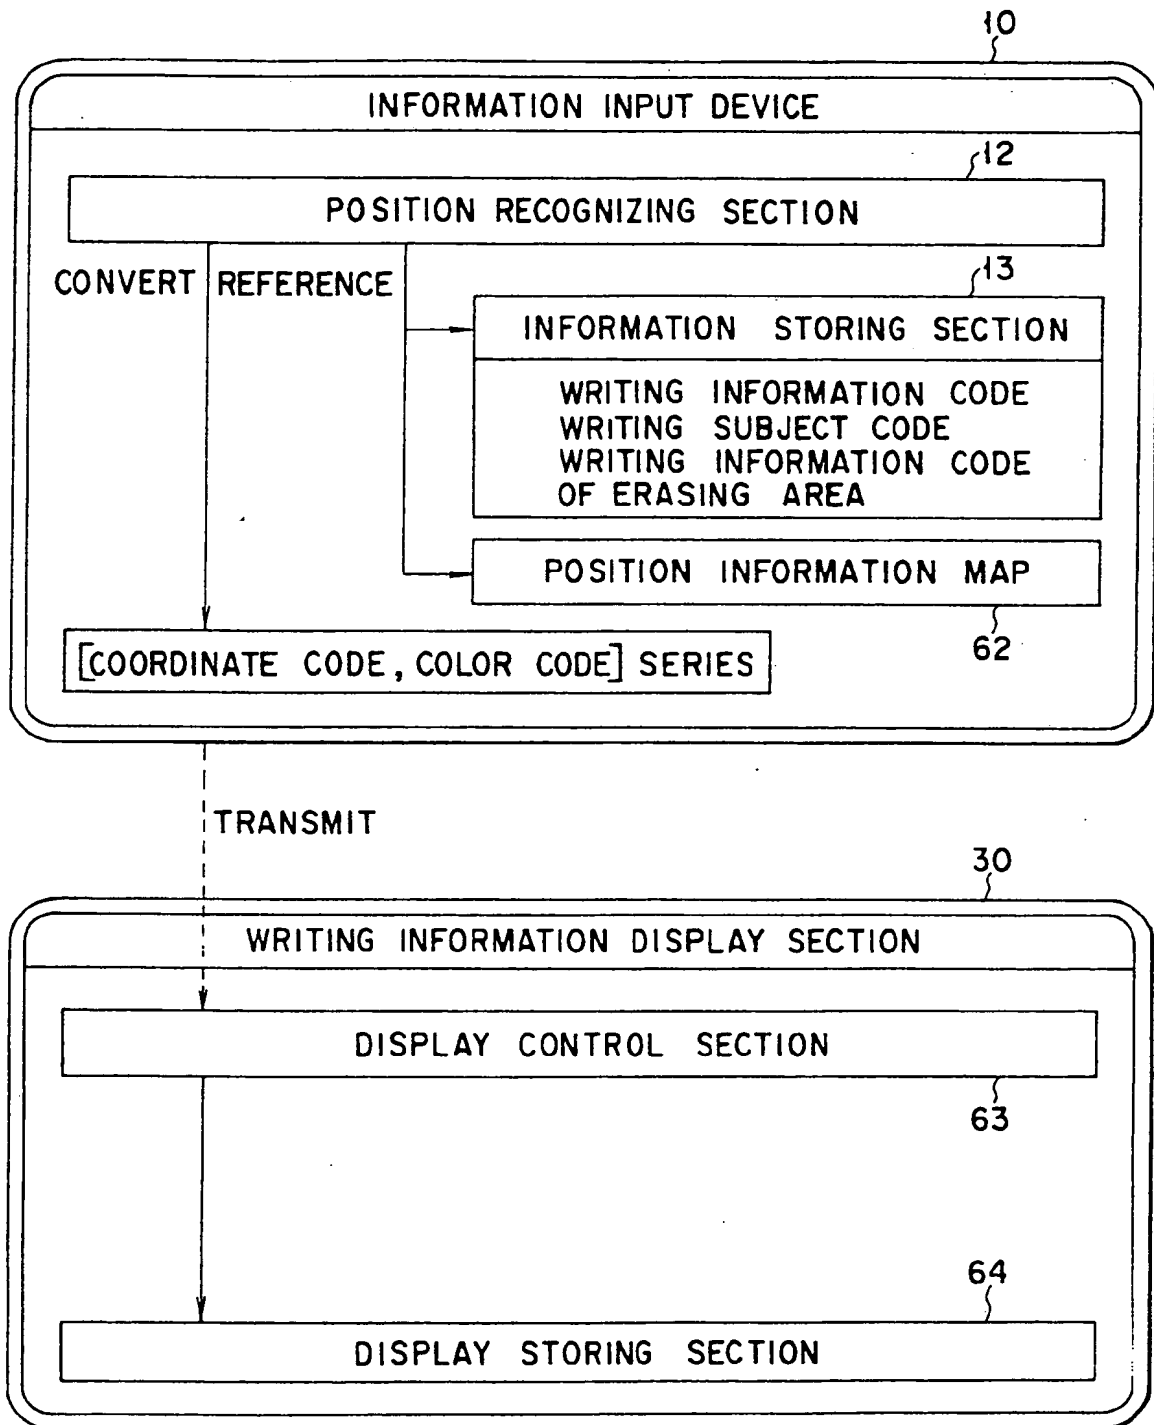 10
INFORMATION INPUT DEVICE
12
POSITION RECOGNIZING SECTION
CONVERT
REFERENCE
13
INFORMATION STORING SECTION
WRITING INFORMATION CODE
WRITING SUBJECT CODE
WRITING INFORMATION CODE
OF ERASING AREA
POSITION INFORMATION MAP
62
[COORDINATE CODE, COLOR CODE] SERIES
TRANSMIT
30
WRITING INFORMATION DISPLAY SECTION
DISPLAY CONTROL SECTION
63
64
DISPLAY STORING SECTION